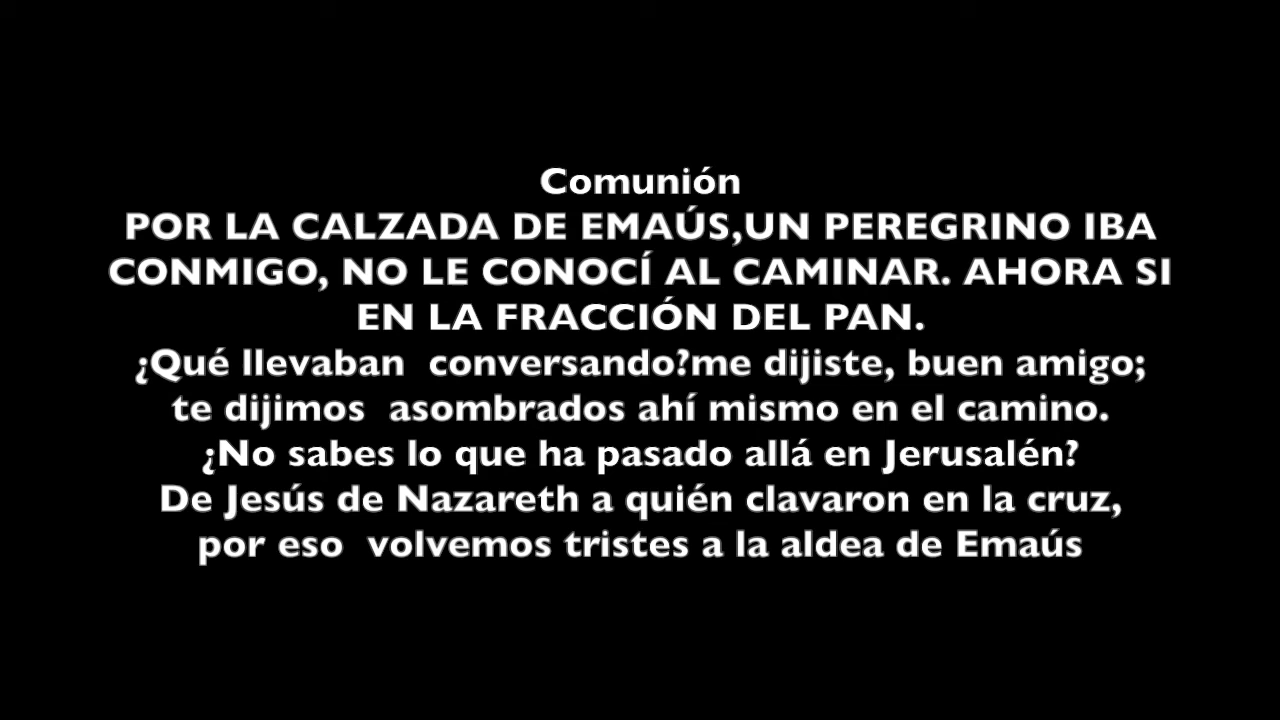 Comunión
POR LA CALZADA DE EMAÚS,UN PEREGRINO IBA
CONMIGO, NO LE CONOCÍ AL CAMINAR. AHORA SI
EN LA FRACCIÓN DEL PAN.
¿Qué llevaban  conversando?me dijiste, buen amigo;
te dijimos  asombrados ahí mismo en el camino.
¿No sabes lo que ha pasado allá en Jerusalén?
De Jesús de Nazareth a quién clavaron en la cruz,
por eso  volvemos tristes a la aldea de Emaús